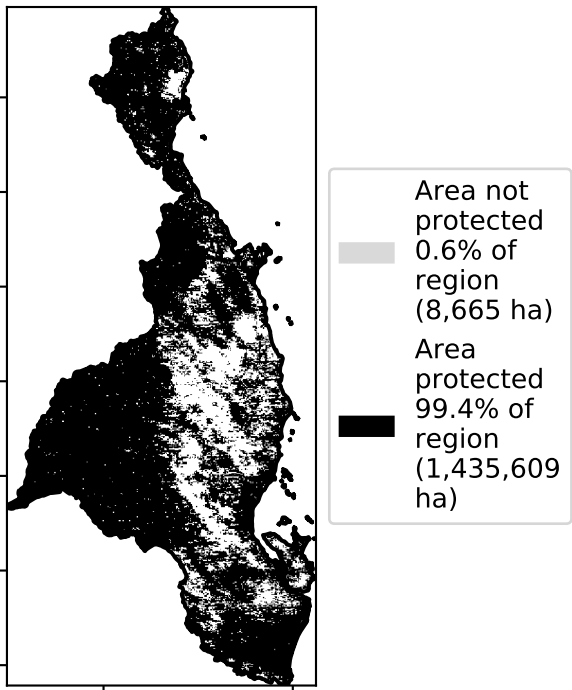 Area not
protected
0.6% of
region
(8,665 ha)
Area
protected
99.4% of
region
(1,435,609
ha)